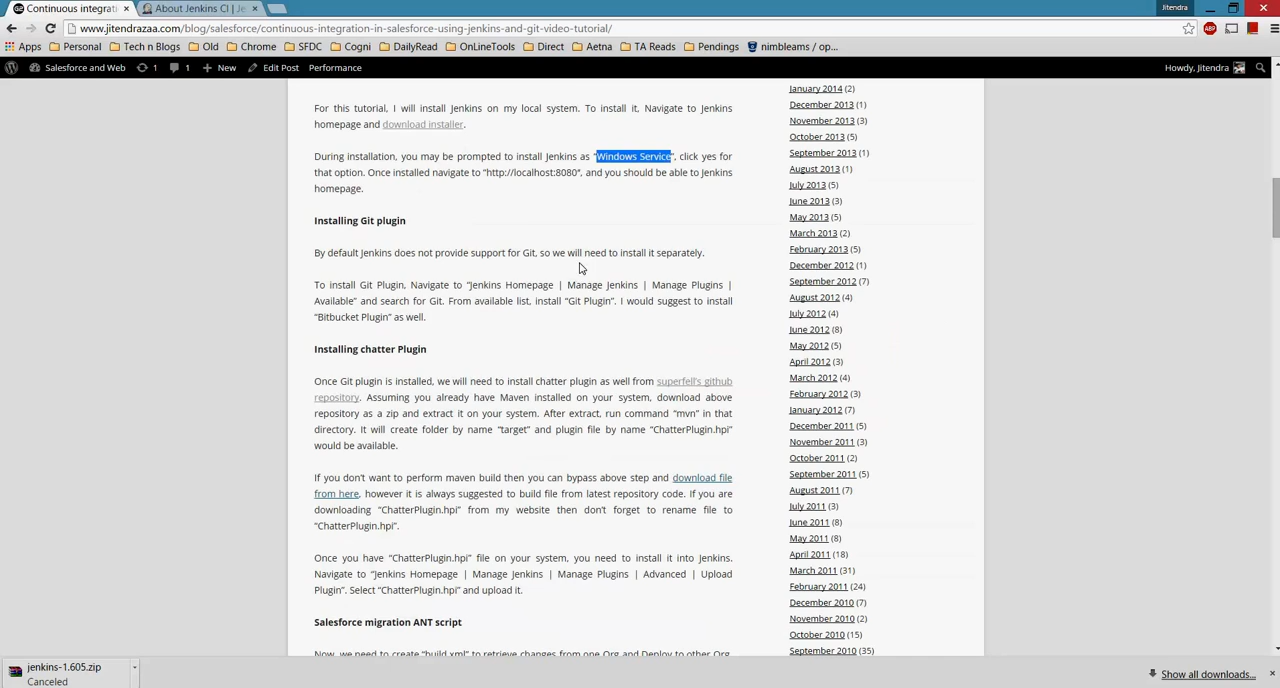 Continuous integration in
About Jenkins CI | Je
Jitendra
www.jitendrazaa.com/blog/salesforce/continuous-integration-in-salesforce-using-jenkins-and-git-video-tutorial/
Apps Personal Tech n Blogs Old Chrome SFDC Cogni DailyRead OnLineTools Direct Aetna TA Reads Pendings nimbleams / op...
Salesforce and Web 1 1 New Edit Post Performance Howdy, Jitendra
For this tutorial, I will install Jenkins on my local system. To install it, Navigate to Jenkins
homepage and download installer.
During installation, you may be prompted to install Jenkins as “Windows Service”, click yes for
that option. Once installed navigate to “http://localhost:8080″, and you should be able to Jenkins
homepage.
Installing Git plugin
By default Jenkins does not provide support for Git, so we will need to install it separately.
To install Git Plugin, Navigate to “Jenkins Homepage | Manage Jenkins | Manage Plugins |
Available” and search for Git. From available list, install “Git Plugin”. I would suggest to install
“Bitbucket Plugin” as well.
Installing chatter Plugin
Once Git plugin is installed, we will need to install chatter plugin as well from superfell’s github
repository. Assuming you already have Maven installed on your system, download above
repository as a zip and extract it on your system. After extract, run command “mvn” in that
directory. It will create folder by name “target” and plugin file by name “ChatterPlugin.hpi”
would be available.
If you don’t want to perform maven build then you can bypass above step and download file
from here, however it is always suggested to build file from latest repository code. If you are
downloading “ChatterPlugin.hpi” from my website then don’t forget to rename file to
“ChatterPlugin.hpi”.
Once you have “ChatterPlugin.hpi” file on your system, you need to install it into Jenkins.
Navigate to “Jenkins Homepage | Manage Jenkins | Manage Plugins | Advanced | Upload
Plugin”. Select “ChatterPlugin.hpi” and upload it.
Salesforce migration ANT script
Now, we need to create “build.xml” to retrieve changes from one Org and Deploy to other Org.
January 2014 (2)
December 2013 (1)
November 2013 (3)
October 2013 (5)
September 2013 (1)
August 2013 (1)
July 2013 (5)
June 2013 (3)
May 2013 (5)
March 2013 (2)
February 2013 (5)
December 2012 (1)
September 2012 (7)
August 2012 (4)
July 2012 (4)
June 2012 (8)
May 2012 (5)
April 2012 (3)
March 2012 (4)
February 2012 (3)
January 2012 (7)
December 2011 (5)
November 2011 (3)
October 2011 (2)
September 2011 (5)
August 2011 (7)
July 2011 (3)
June 2011 (8)
May 2011 (8)
April 2011 (18)
March 2011 (31)
February 2011 (24)
December 2010 (7)
November 2010 (2)
October 2010 (15)
September 2010 (35)
jenkins-1.605.zip
Canceled
Show all downloads...